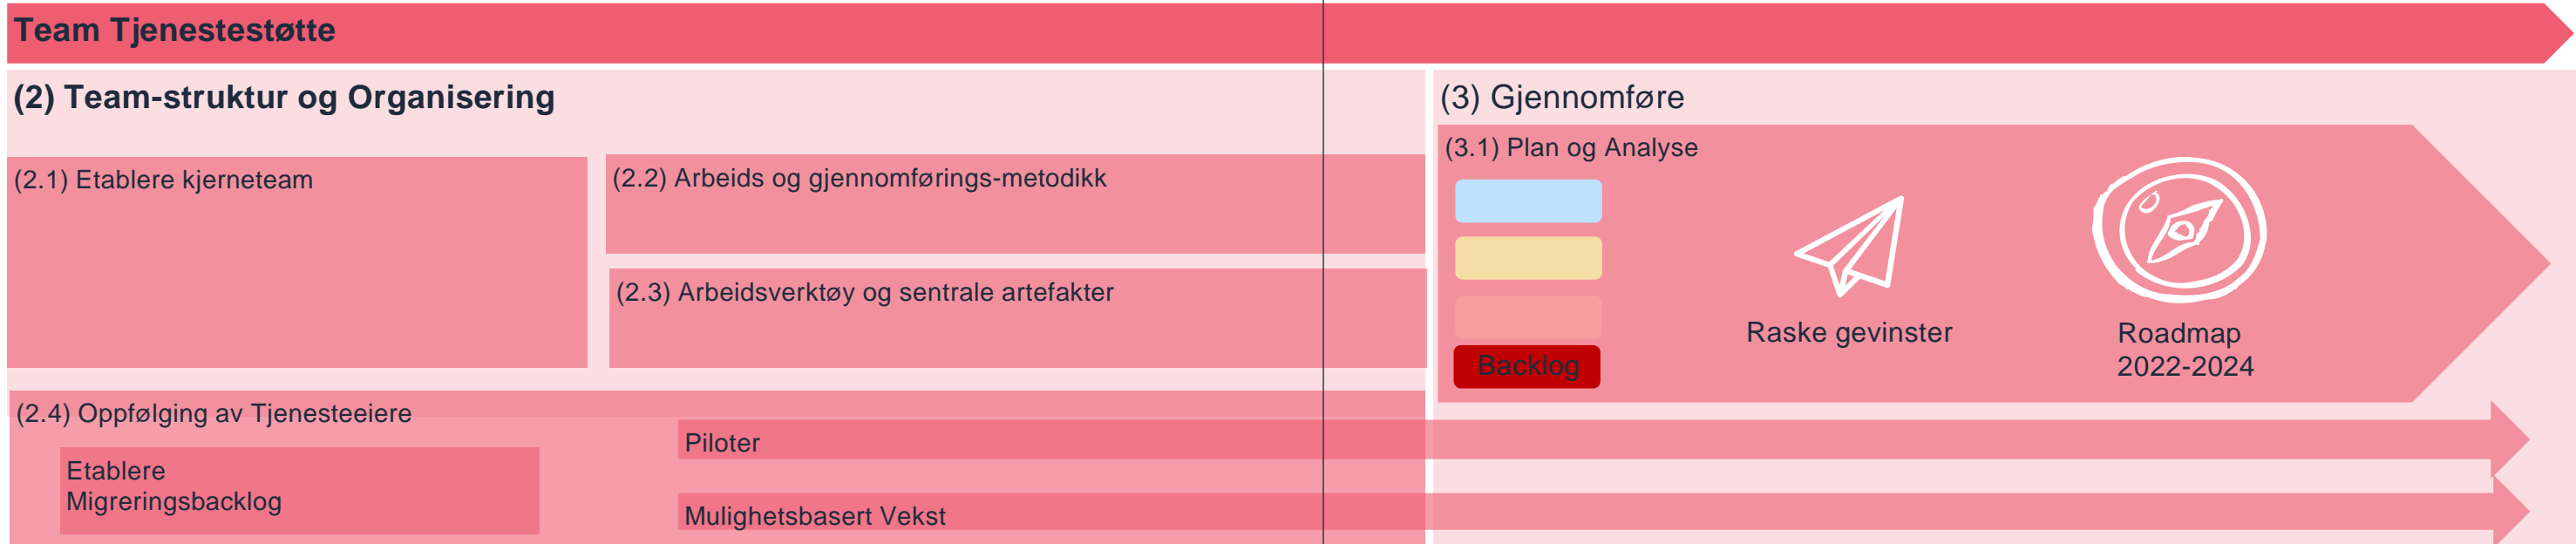 Team Tjenestestøtte
(2) Team-struktur og Organisering
(2.1) Etablere kjerneteam
(2.2) Arbeids og gjennomførings-metodikk
(2.3) Arbeidsverktøy og sentrale artefakter
(2.4) Oppfølging av Tjenesteeiere
Etablere
Migreringsbacklog
Piloter
Mulighetsbasert Vekst
(3) Gjennomføre
(3.1) Plan og Analyse
Backlog
Raske gevinster
Roadmap
2022-2024